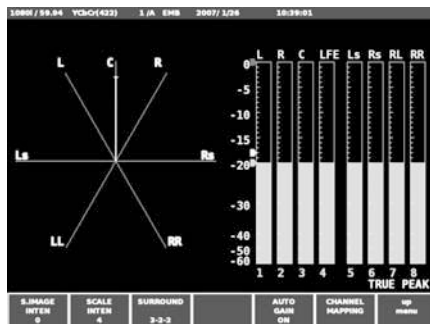 1080i / 59.94 YCbCr(422) 1 /A EMB 2007/ 1/26 10:39:01
L C R
Ls Rs
LL RR
L R C LFE Ls Rs RL RR
0
-5
-10
-15
-20
-30
-40
-50
-60
1 2 3 4 5 6 7 8
TRUE PEAK
S.IMAGE INTEN 0
SCALE INTEN 4
SURROUND 3-2-2
AUTO GAIN ON
CHANNEL MAPPING
up menu